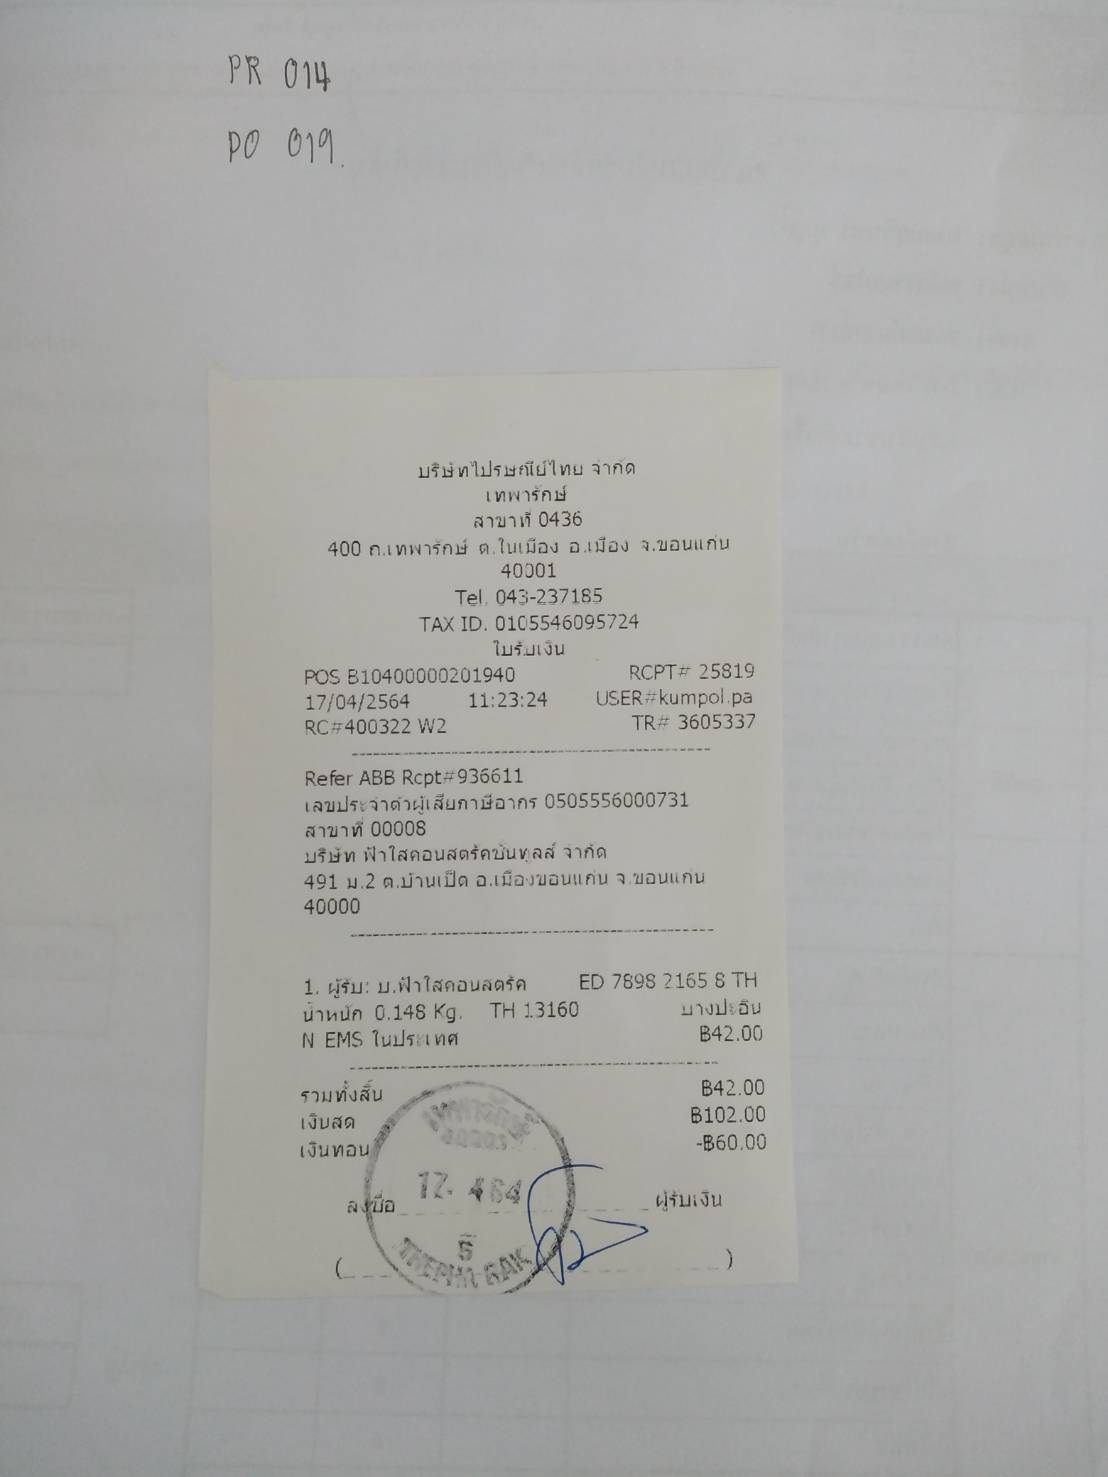 PR 014
PO 019.
บริษัทไปรษณีย์ไทย จำกัด
เทพารักษ์
สาขาที่ 0436
400 ถ.เทพารักษ์ ต.ในเมือง อ.เมือง จ.ขอนแก่น
40001
Tel. 043-237185
TAX ID. 0105546095724
ใบรับเงิน
POS B10400000201940 RCPT# 25819
17/04/2564 11:23:24 USER#kumpol.pa
RC#400322 W2 TR# 3605337
Refer ABB Rcpt#936611
เลขประจำตัวผู้เสียภาษีอากร 0505556000731
สาขาที่ 00008
บริษัท ฟ้าใสคอนสตรัคชั่นทูลส์ จำกัด
491 ม.2 ต.บ้านเป็ด อ.เมืองขอนแก่น จ.ขอนแก่น
40000
1. ผู้รับ: บ.ฟ้าใสคอนสตรัค ED 7898 2165 8 TH
น้ำหนัก 0.148 Kg. TH 13160 บางปะอิน
N EMS ในประเทศ ฿42.00
รวมทั้งสิ้น ฿42.00
เงินสด ฿102.00
เงินทอน -฿60.00
เทพารักษ์
17. 4 64
ลงชื่อ ผู้รับเงิน
THEPHA RAK
( )